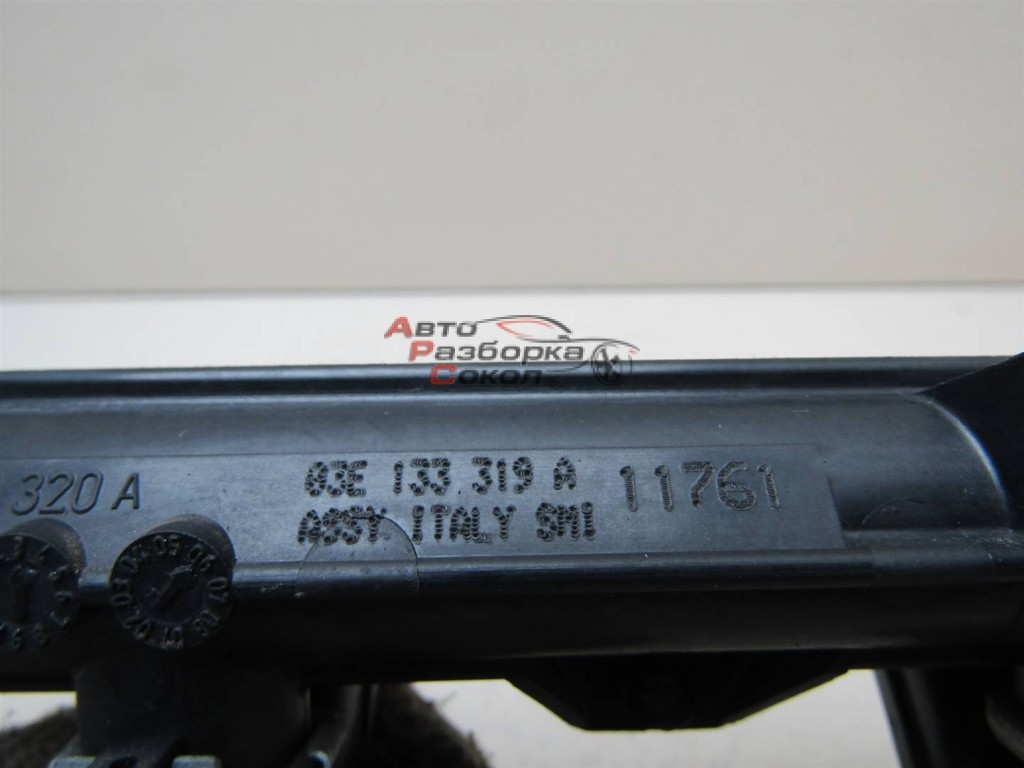 АВТО
РАЗБОРКА
СОКОЛ
320 A
03E 133 319 A
11761
ASSY ITALY SMI